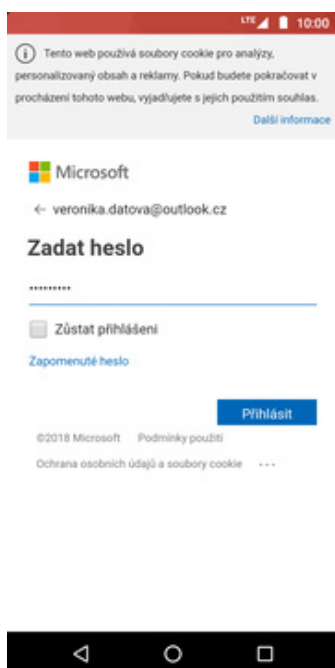 LTE 10:00
Tento web používá soubory cookie pro analýzy,
personalizovaný obsah a reklamy. Pokud budete pokračovat v
procházení tohoto webu, vyjadřujete s jejich použitím souhlas.
Další informace
Microsoft
← veronika.datova@outlook.cz
Zadat heslo
•••••••••
Zůstat přihlášeni
Zapomenuté heslo
Přihlásit
©2018 Microsoft Podmínky použití
Ochrana osobních údajů a soubory cookie ···